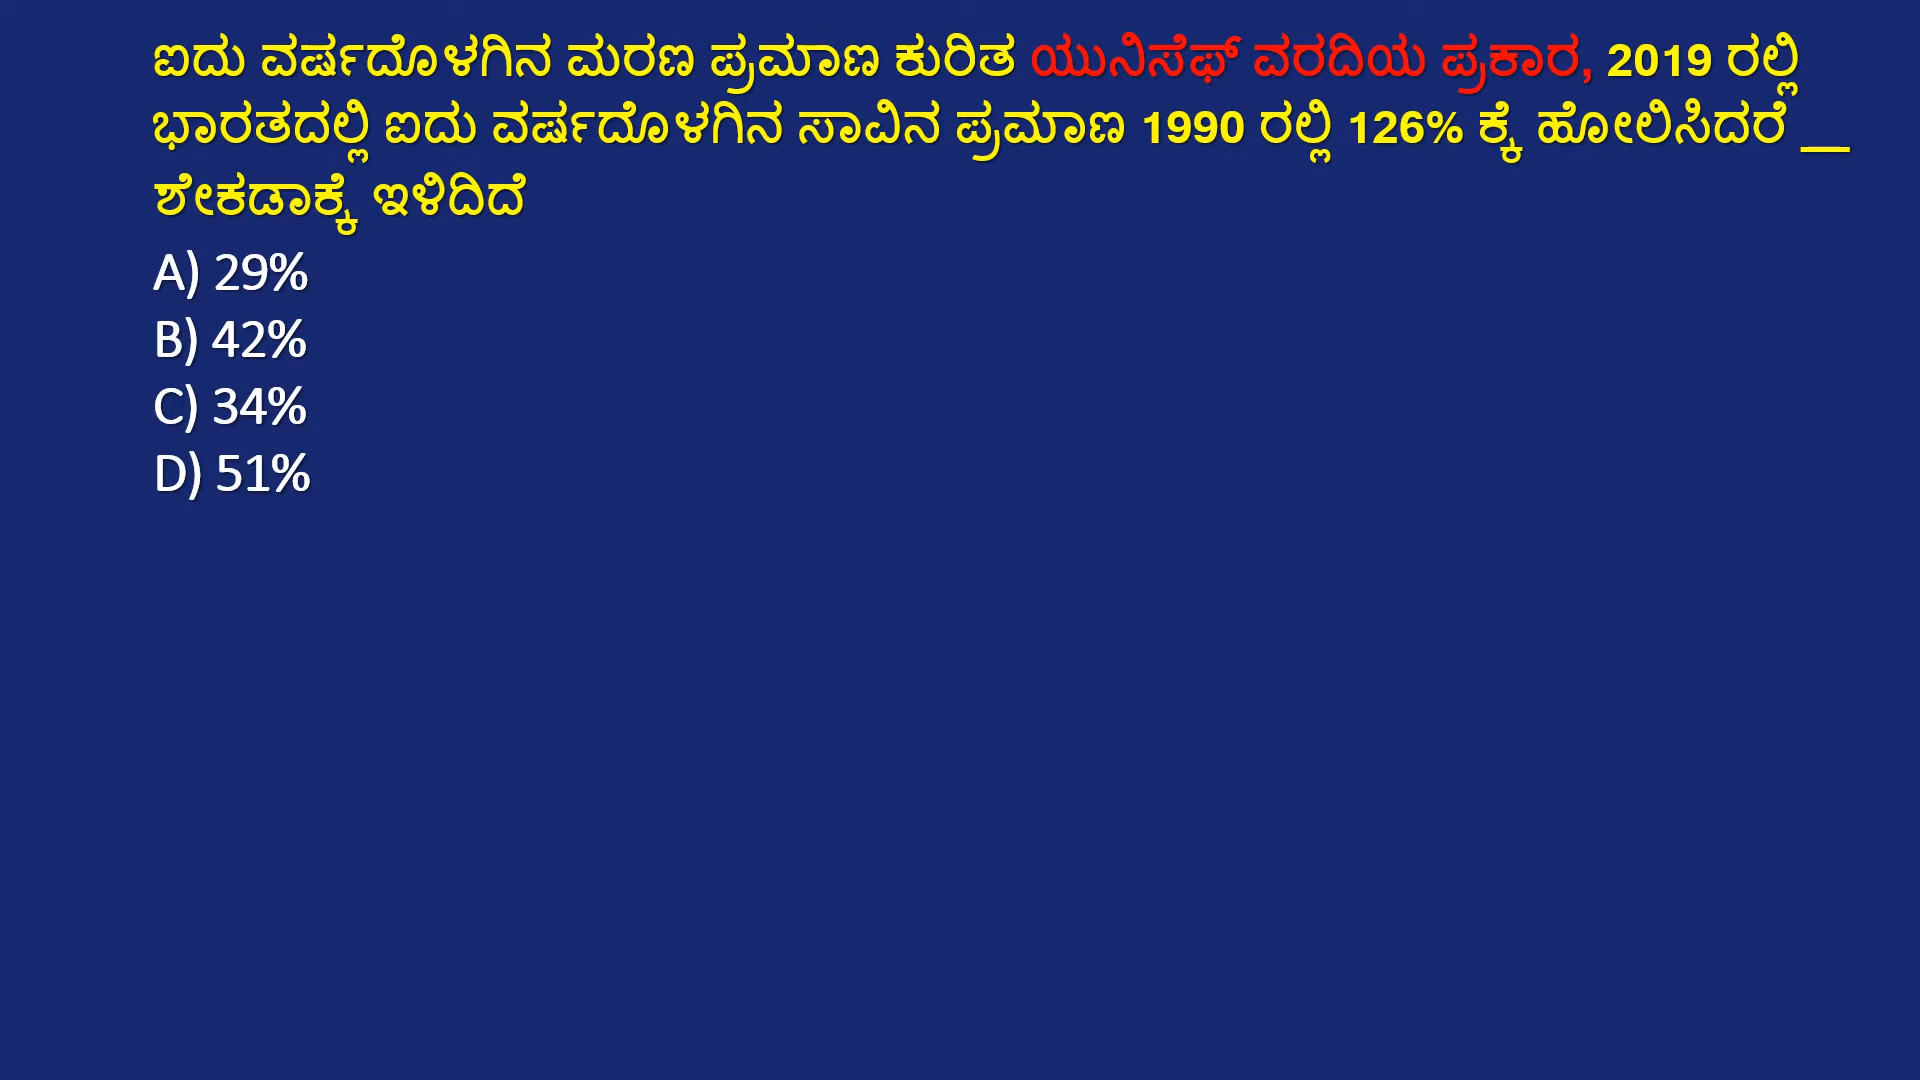 ಐದು ವರ್ಷದೊಳಗಿನ ಮರಣ ಪ್ರಮಾಣ ಕುರಿತ ಯುನಿಸೆಫ್ ವರದಿಯ ಪ್ರಕಾರ, 2019 ರಲ್ಲಿ
ಭಾರತದಲ್ಲಿ ಐದು ವರ್ಷದೊಳಗಿನ ಸಾವಿನ ಪ್ರಮಾಣ 1990 ರಲ್ಲಿ 126% ಕ್ಕೆ ಹೋಲಿಸಿದರೆ __
ಶೇಕಡಾಕ್ಕೆ ಇಳಿದಿದೆ
A) 29%
B) 42%
C) 34%
D) 51%